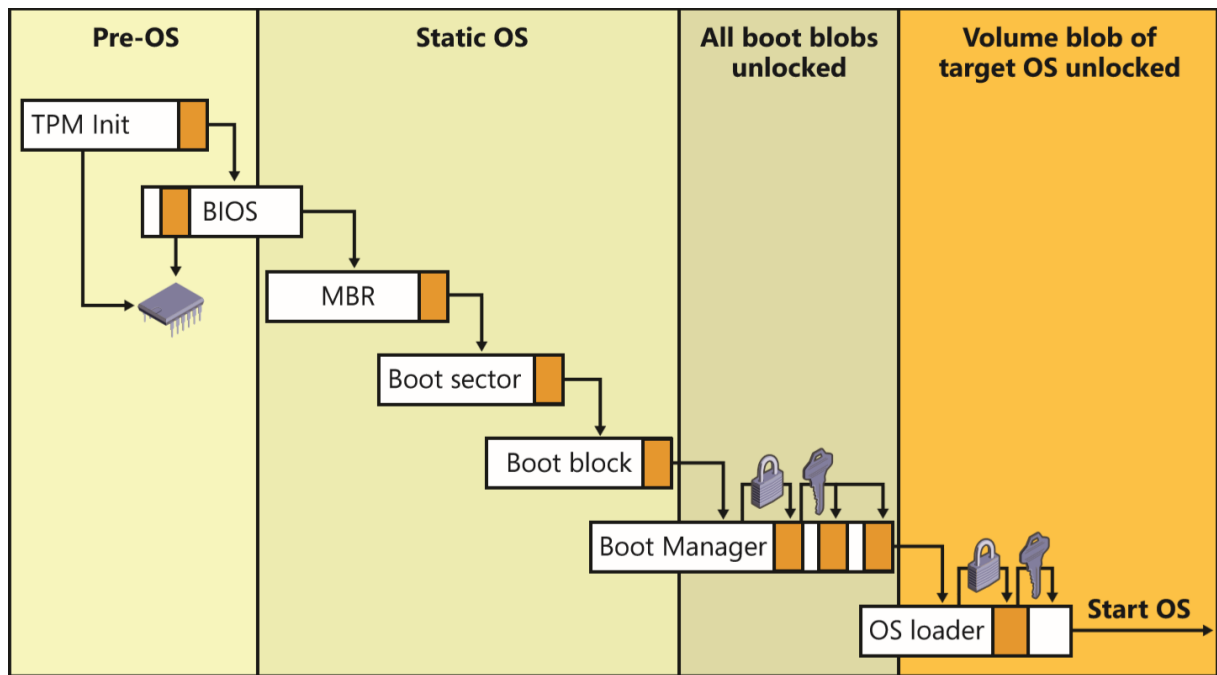 Pre-OS
Static OS
All boot blobs
unlocked
Volume blob of
target OS unlocked
TPM Init
BIOS
MBR
Boot sector
Boot block
Boot Manager
OS loader
Start OS